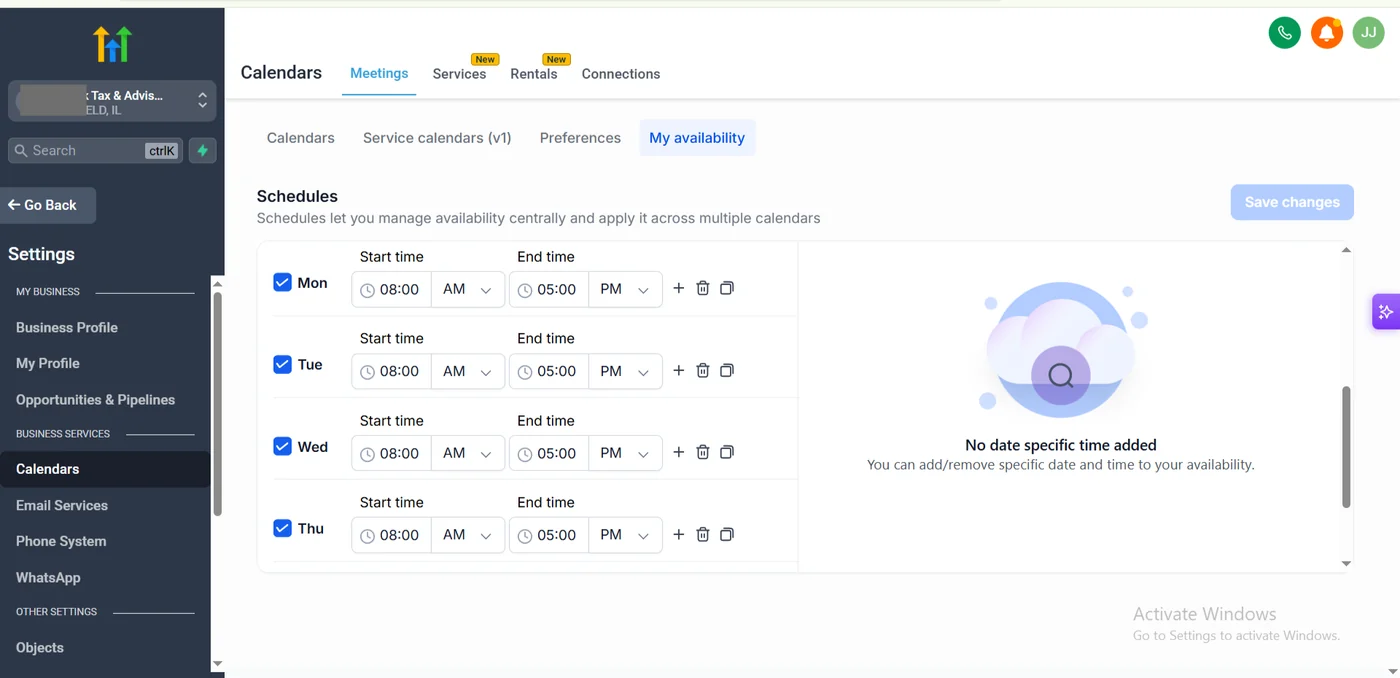 JJ
Calendars
Meetings
Services
New
Rentals
New
Connections
Tax & Advis...
ELD, IL
Search
ctrlK
Go Back
Settings
MY BUSINESS
Business Profile
My Profile
Opportunities & Pipelines
BUSINESS SERVICES
Calendars
Email Services
Phone System
WhatsApp
OTHER SETTINGS
Objects
Calendars
Service calendars (v1)
Preferences
My availability
Schedules
Schedules let you manage availability centrally and apply it across multiple calendars
Save changes
Start time End time
Mon 08:00 AM 05:00 PM
Start time End time
Tue 08:00 AM 05:00 PM
Start time End time
Wed 08:00 AM 05:00 PM
Start time End time
Thu 08:00 AM 05:00 PM
No date specific time added
You can add/remove specific date and time to your availability.
Activate Windows
Go to Settings to activate Windows.